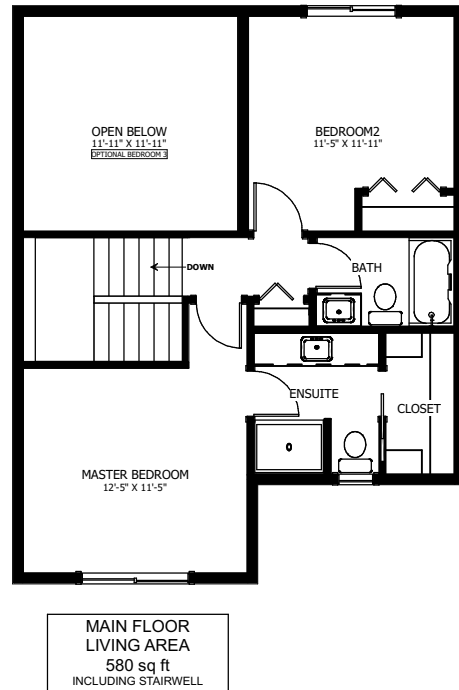 OPEN BELOW
11'-11" X 11'-11"
OPTIONAL BEDROOM 3
BEDROOM2
11'-5" X 11'-11"
DOWN
BATH
ENSUITE
CLOSET
MASTER BEDROOM
12'-5" X 11'-5"
MAIN FLOOR
LIVING AREA
580 sq ft
INCLUDING STAIRWELL